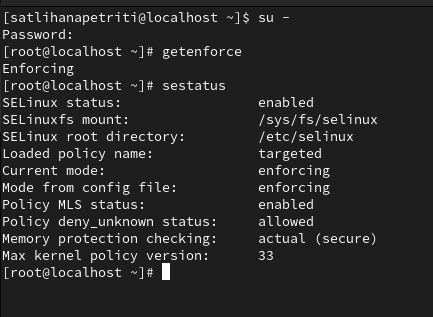 [satlihanapetriti@localhost ~]$ su -
Password:
[root@localhost ~]# getenforce
Enforcing
[root@localhost ~]# sestatus
SELinux status:                 enabled
SELinuxfs mount:                /sys/fs/selinux
SELinux root directory:         /etc/selinux
Loaded policy name:             targeted
Current mode:                   enforcing
Mode from config file:          enforcing
Policy MLS status:              enabled
Policy deny_unknown status:     allowed
Memory protection checking:     actual (secure)
Max kernel policy version:      33
[root@localhost ~]#